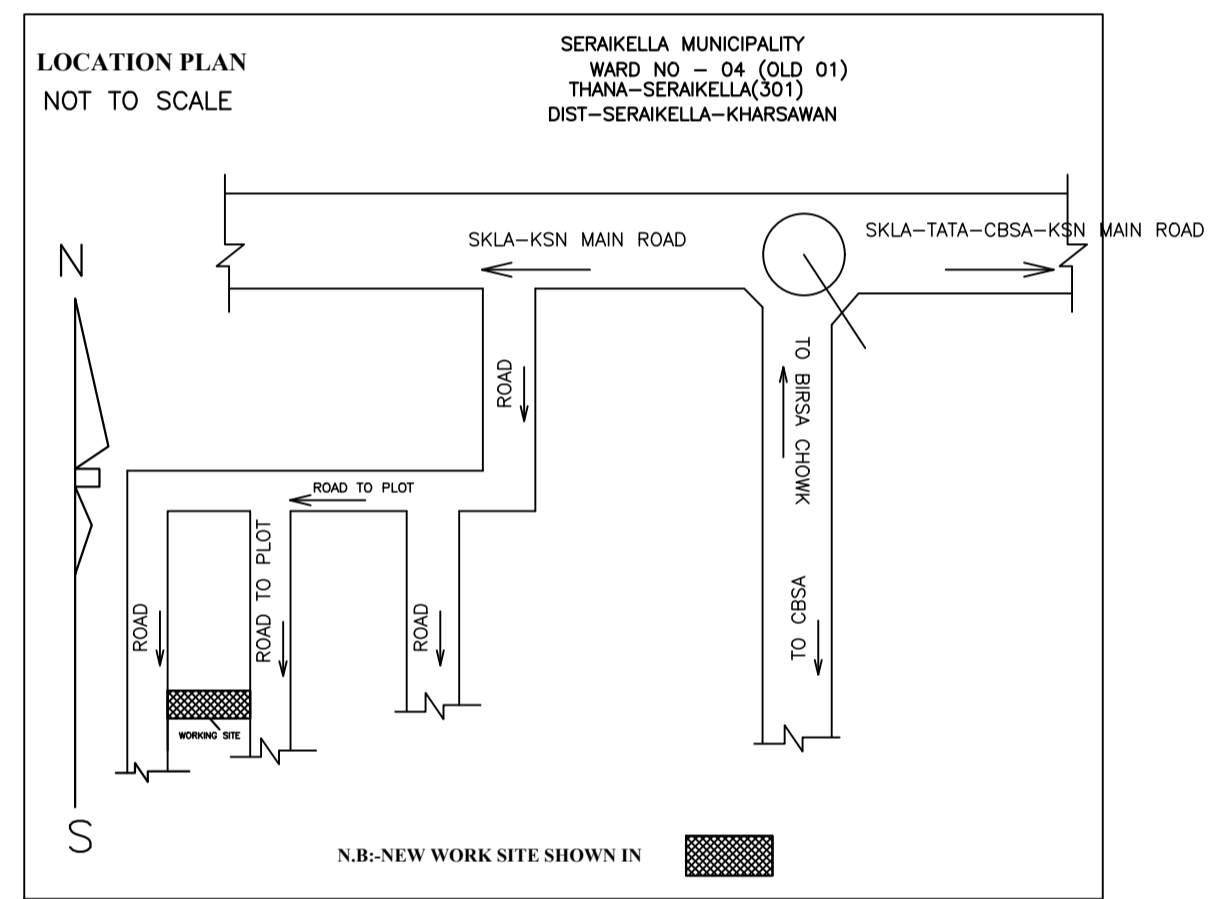 LOCATION PLAN
NOT TO SCALE
SERAIKELLA MUNICIPALITY
WARD NO - 04 (OLD 01)
THANA-SERAIKELLA(301)
DIST-SERAIKELLA-KHARSAWAN
SKLA-KSN MAIN ROAD
SKLA-TATA-CBSA-KSN MAIN ROAD
N
ROAD
TO BIRSA CHOWK
ROAD TO PLOT
ROAD
ROAD TO PLOT
ROAD
TO CBSA
WORKING SITE
S
N.B:-NEW WORK SITE SHOWN IN